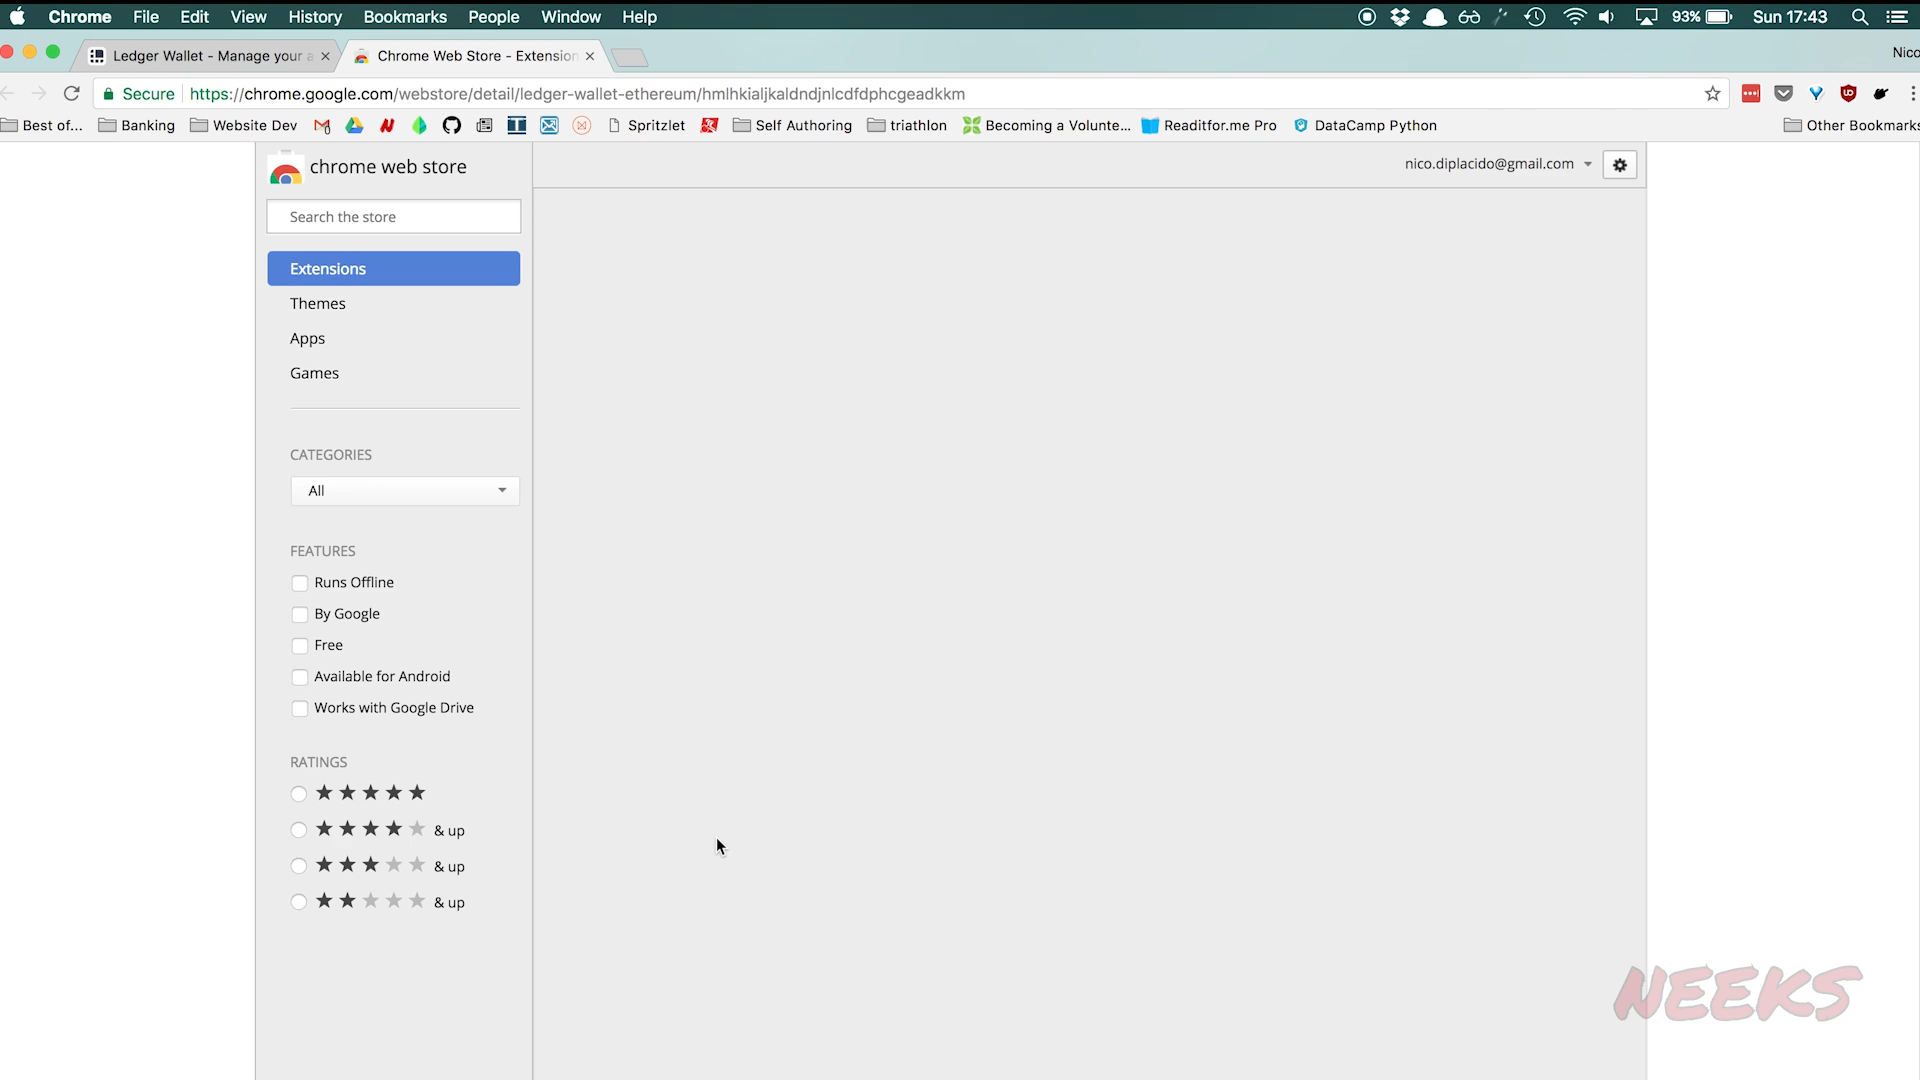 Chrome File Edit View History Bookmarks People Window Help 93% Sun 17:43
Ledger Wallet - Manage your a Chrome Web Store - Extension Nico
Secure https://chrome.google.com/webstore/detail/ledger-wallet-ethereum/hmlhkialjkaldndjnlcdfdphcgeadkkm
Best of... Banking Website Dev Spritzlet Self Authoring triathlon Becoming a Volunte... Readitfor.me Pro DataCamp Python Other Bookmarks
chrome web store nico.diplacido@gmail.com
Search the store
Extensions
Themes
Apps
Games
CATEGORIES
All
FEATURES
Runs Offline
By Google
Free
Available for Android
Works with Google Drive
RATINGS
& up
& up
& up
NEEKS